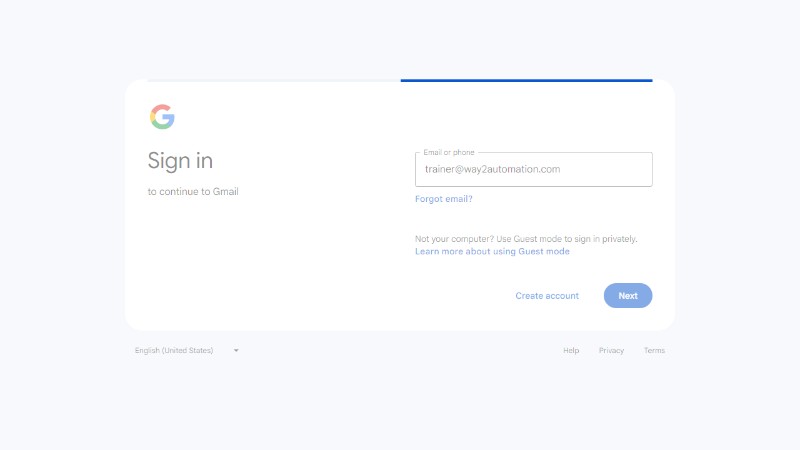 Sign in
to continue to Gmail
Email or phone
trainer@way2automation.com
Forgot email?
Not your computer? Use Guest mode to sign in privately.
Learn more about using Guest mode
Create account
Next
English (United States)
Help
Privacy
Terms